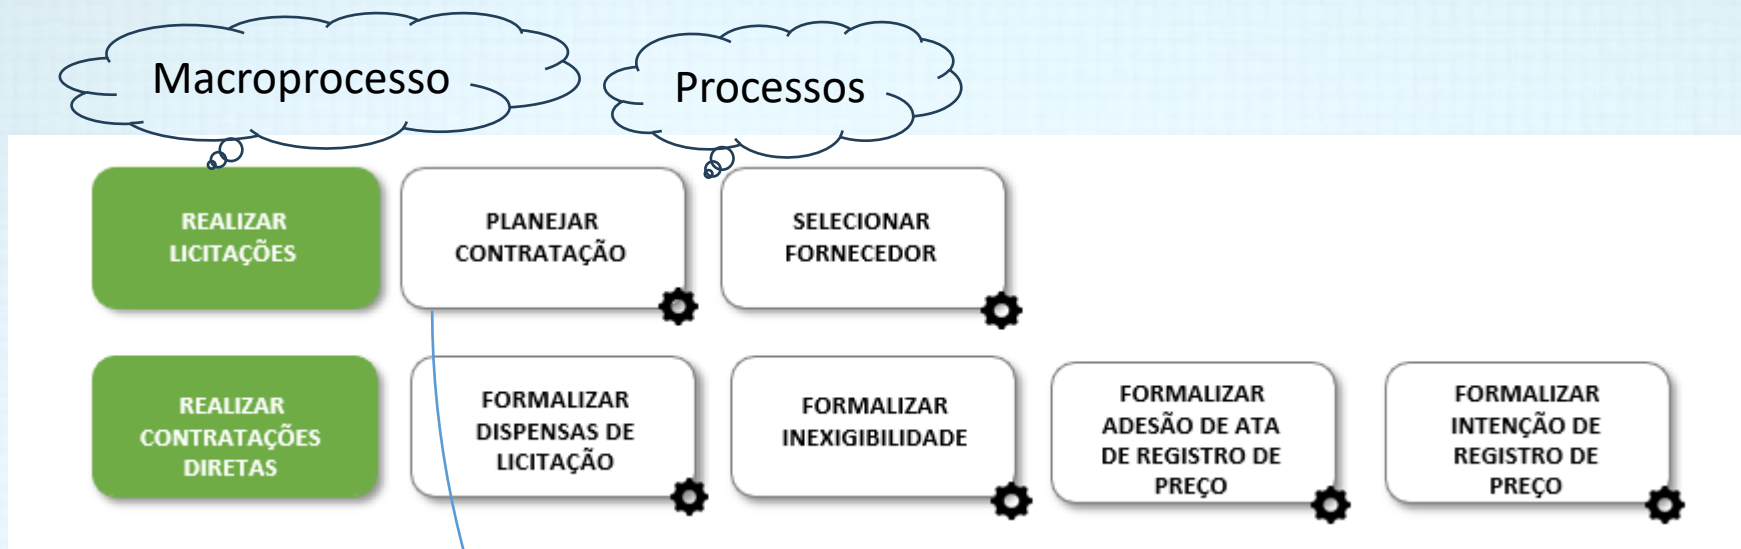 Macroprocesso
Processos
REALIZAR
LICITAÇÕES
PLANEJAR
CONTRATAÇÃO
SELECIONAR
FORNECEDOR
REALIZAR
CONTRATAÇÕES
DIRETAS
FORMALIZAR
DISPENSAS DE
LICITAÇÃO
FORMALIZAR
INEXIGIBILIDADE
FORMALIZAR
ADESÃO DE ATA
DE REGISTRO DE
PREÇO
FORMALIZAR
INTENÇÃO DE
REGISTRO DE
PREÇO